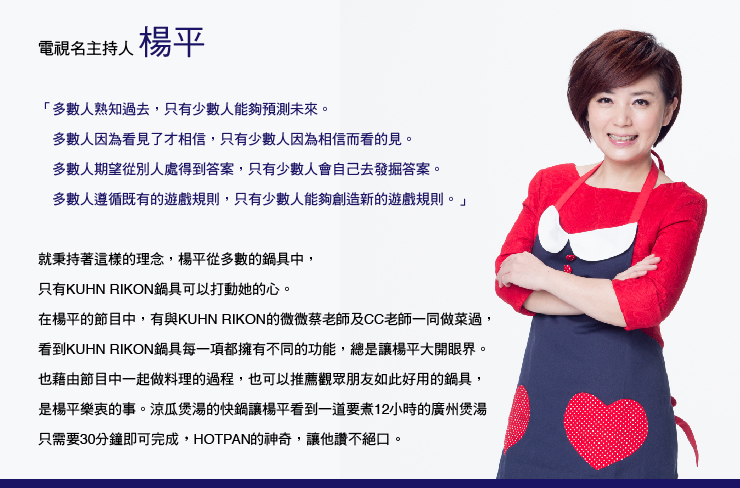 電視名主持人 楊平
「多數人熟知過去，只有少數人能夠預測未來。
多數人因為看見了才相信，只有少數人因為相信而看的見。
多數人期望從別人處得到答案，只有少數人會自己去發掘答案。
多數人遵循既有的遊戲規則，只有少數人能夠創造新的遊戲規則。」
就秉持著這樣的理念，楊平從多數的鍋具中，
只有KUHN RIKON鍋具可以打動她的心。
在楊平的節目中，有與KUHN RIKON的微微蔡老師及CC老師一同做菜過，
看到KUHN RIKON鍋具每一項都擁有不同的功能，總是讓楊平大開眼界。
也藉由節目中一起做料理的過程，也可以推薦觀眾朋友如此好用的鍋具，
是楊平樂衷的事。涼瓜煲湯的快鍋讓楊平看到一道要煮12小時的廣州煲湯
只需要30分鐘即可完成，HOTPAN的神奇，讓他讚不絕口。